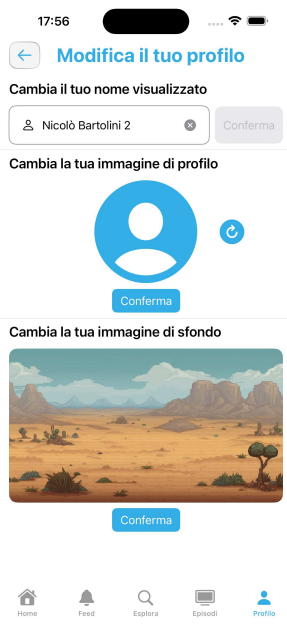 17:56
Modifica il tuo profilo
Cambia il tuo nome visualizzato
Nicolò Bartolini 2
Conferma
Cambia la tua immagine di profilo
Conferma
Cambia la tua immagine di sfondo
Conferma
Home Feed Esplora Episodi Profilo